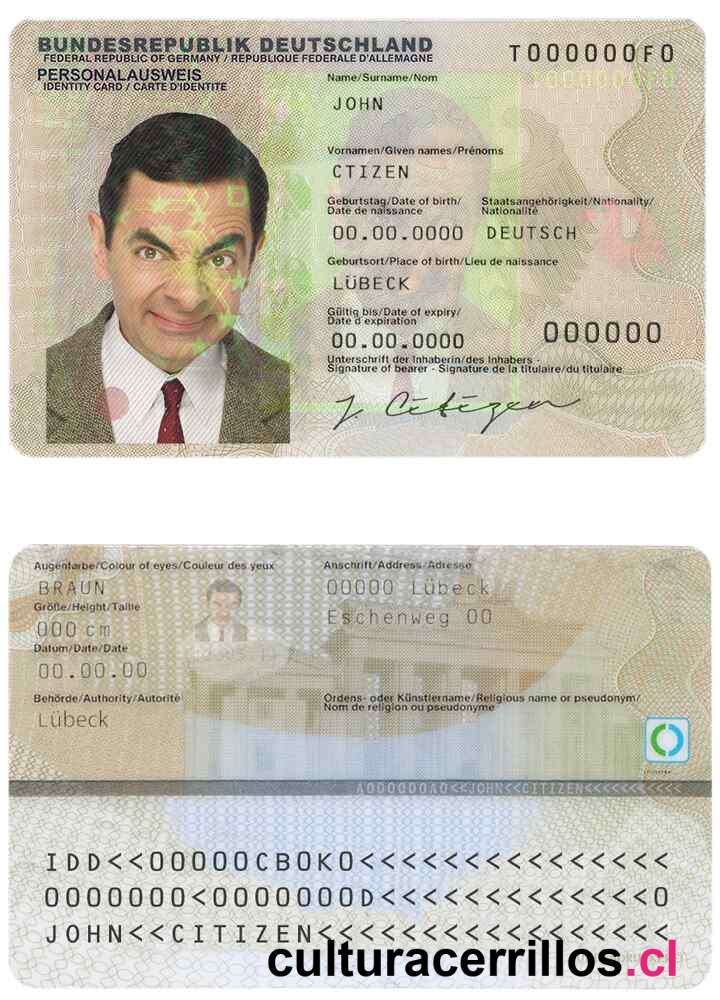 BUNDESREPUBLIK DEUTSCHLAND
FEDERAL REPUBLIC OF GERMANY / REPUBLIQUE FEDERALE D'ALLEMAGNE
PERSONALAUSWEIS
IDENTITY CARD / CARTE D'IDENTITE
T000000F0
T000000F0
Name/Surname/Nom
JOHN
Vornamen/Given names/Prénoms
CTIZEN
Geburtstag/Date of birth/
Date de naissance
Staatsangehörigkeit/Nationality/
Nationalité
00.00.0000 DEUTSCH
Geburtsort/Place of birth/Lieu de naissance
LÜBECK
Gültig bis/Date of expiry/
Date d'expiration
00.00.0000
000000
Unterschrift der Inhaberin/des Inhabers -
Signature of bearer - Signature de la titulaire/du titulaire
J. Citizen
Augenfarbe/Colour of eyes/Couleur des yeux
BRAUN
Größe/Height/Taille
000 cm
Datum/Date/Date
00.00.00
Behörde/Authority/Autorité
Lübeck
Anschrift/Address/Adresse
00000 Lübeck
Eschenweg 00
Ordens- oder Künstlername/Religious name or pseudonym/
Nom de religion ou pseudonyme
A000000A0<<JOHN<<CITIZEN<<<<<<<<<<
IDD<<00000CB0K0<<<<<<<<<<<<<<<
0000000<0000000D<<<<<<<<<<<<<0
JOHN<<CITIZEN<<<<<<<<<<<<<<<<<
culturacerrillos.cl